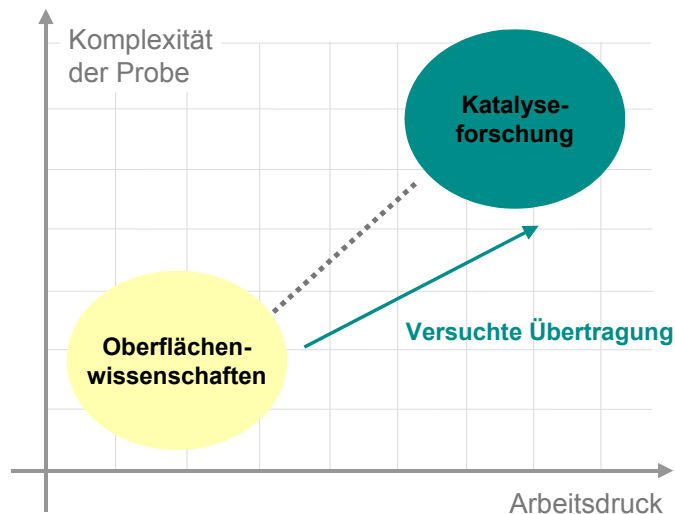 Komplexität
der Probe
Katalyse-
forschung
Versuchte Übertragung
Oberflächen-
wissenschaften
Arbeitsdruck